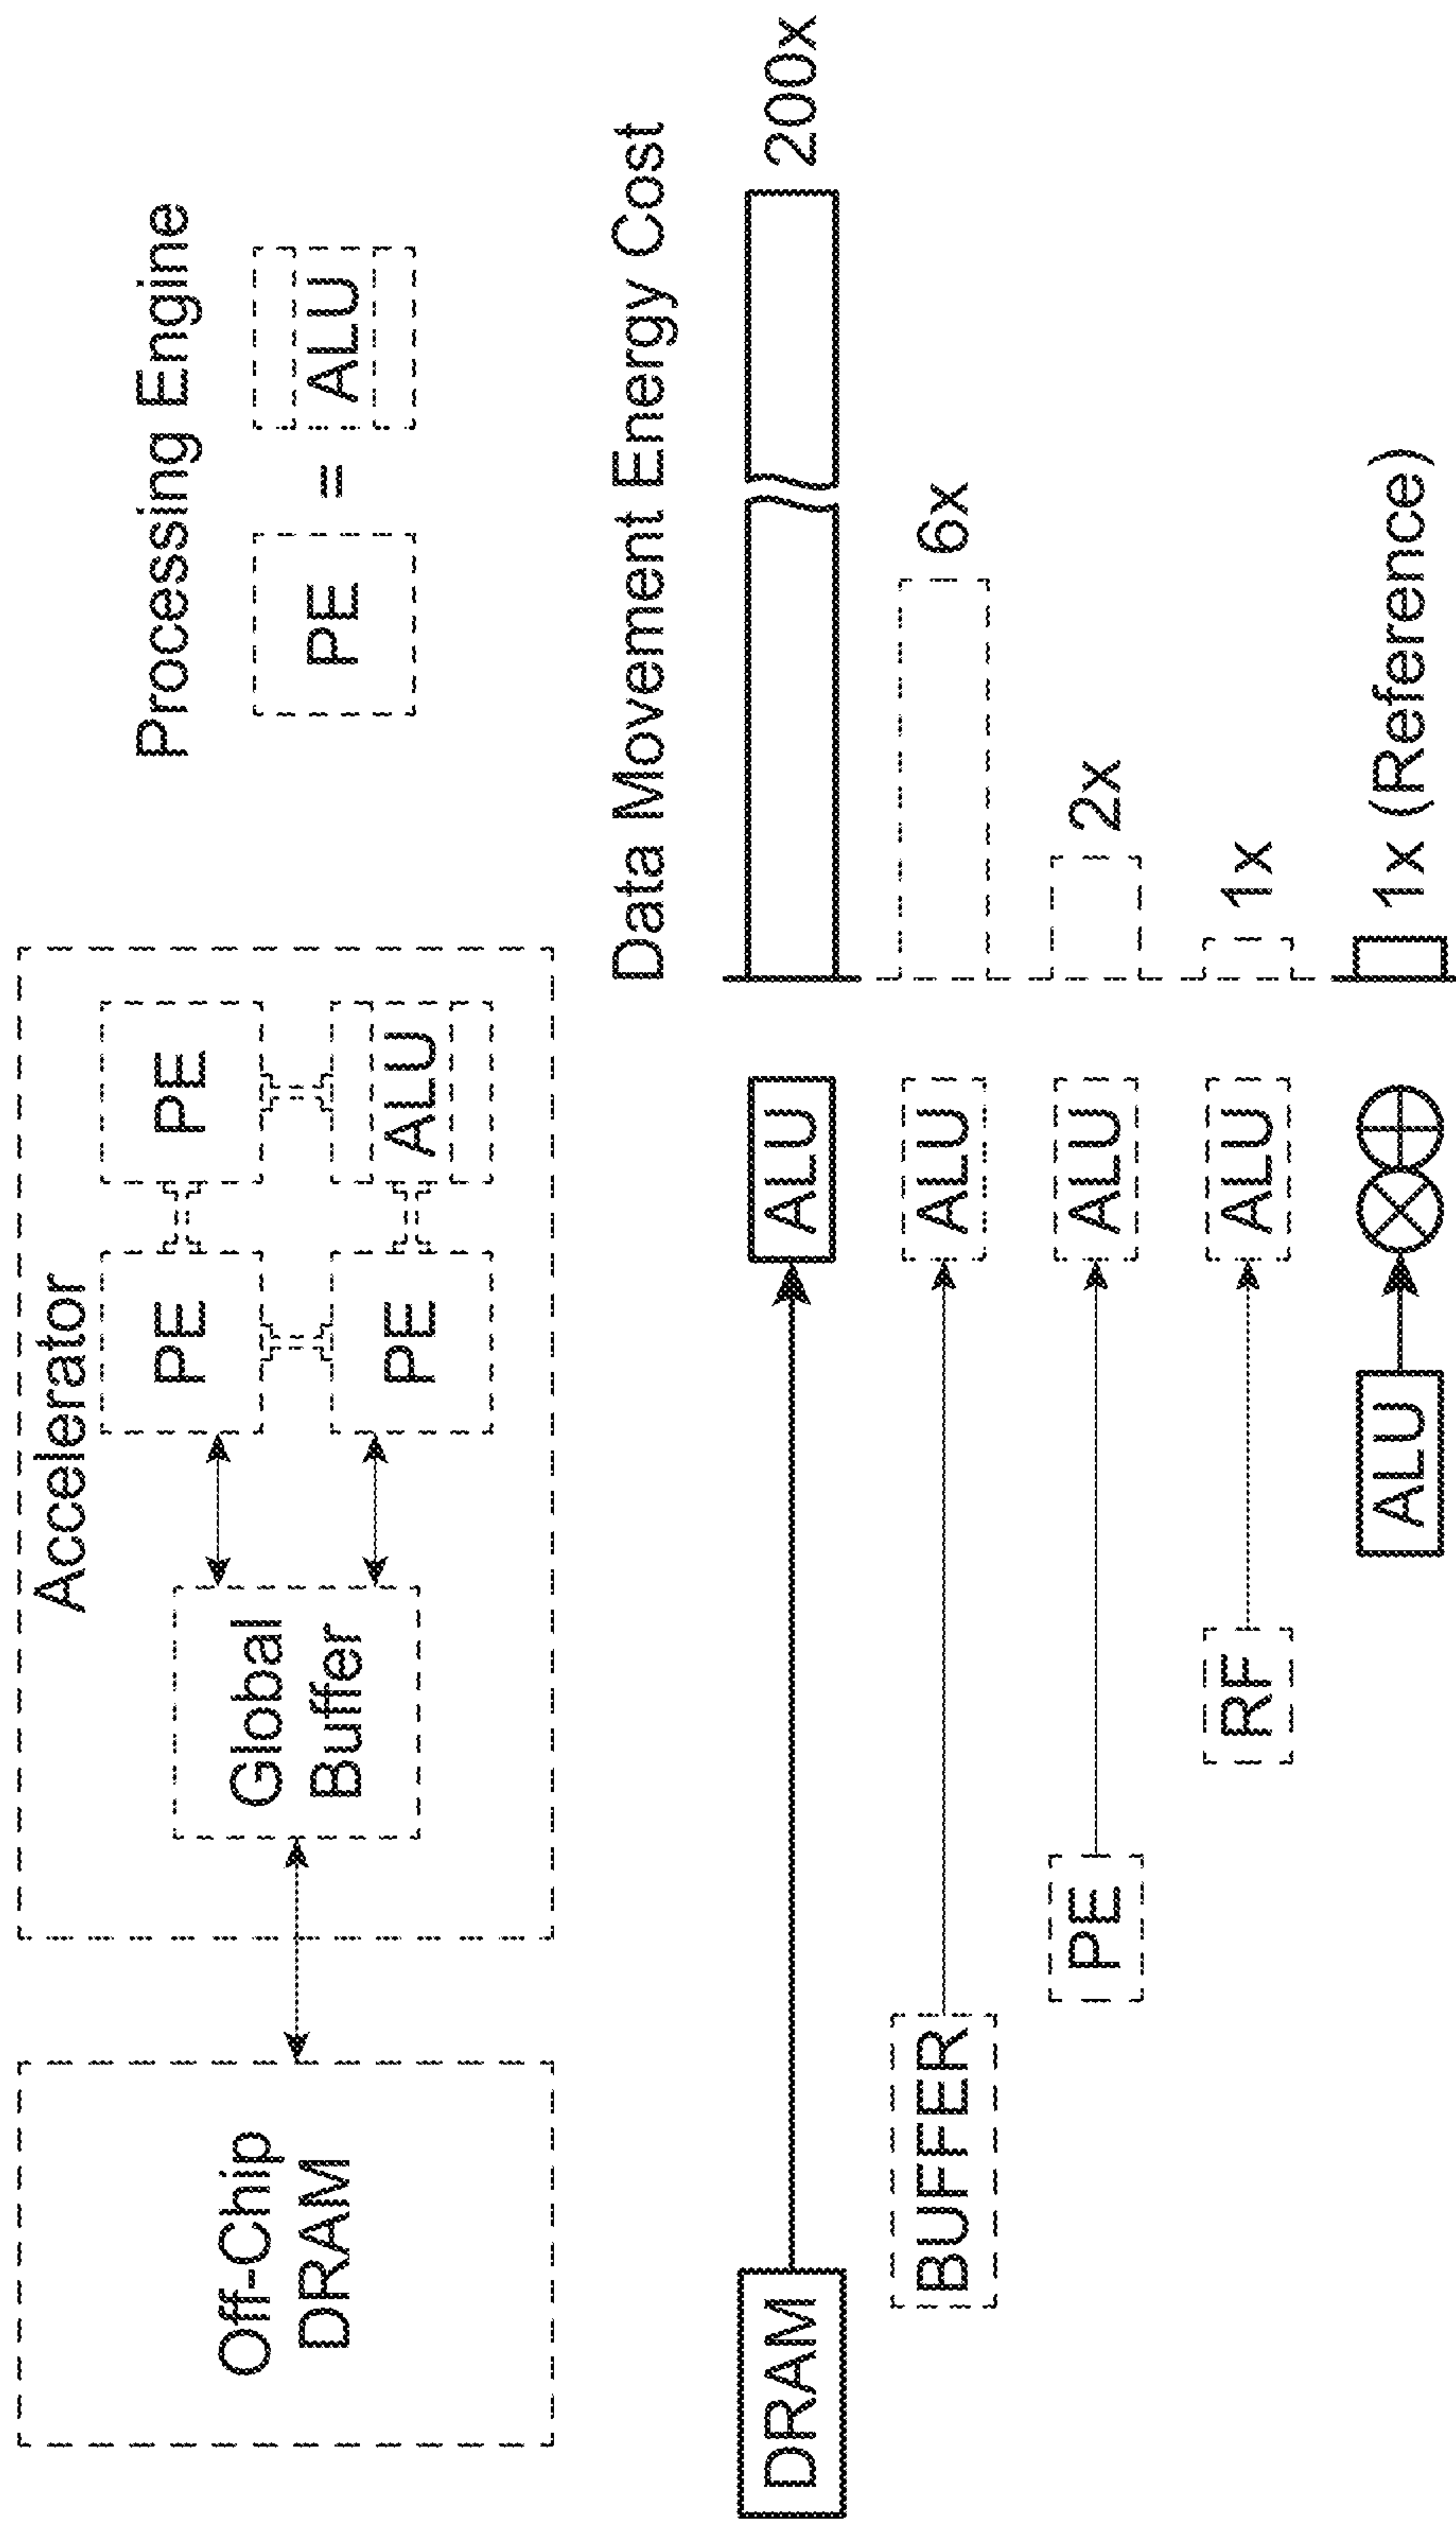 Off-Chip
DRAM
Accelerator
Global
Buffer
PE
PE
PE
ALU
Processing Engine
PE = ALU
Data Movement Energy Cost
DRAM
ALU
200x
BUFFER
ALU
6x
PE
ALU
2x
RF
ALU
1x
ALU
1x (Reference)